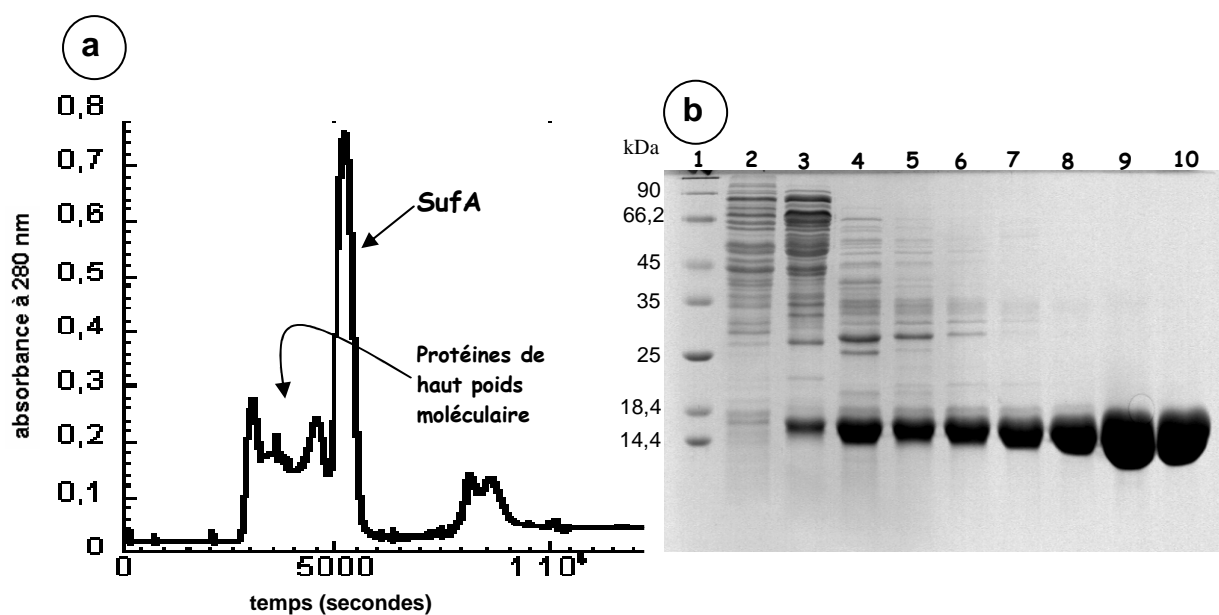 a
0,8
0,7
0,6
0,5
0,4
0,3
0,2
0,1
0
absorbance à 280 nm
SufA
Protéines de
haut poids
moléculaire
0 5000 1 10⁴
temps (secondes)
b
kDa 1 2 3 4 5 6 7 8 9 10
90
66,2
45
35
25
18,4
14,4